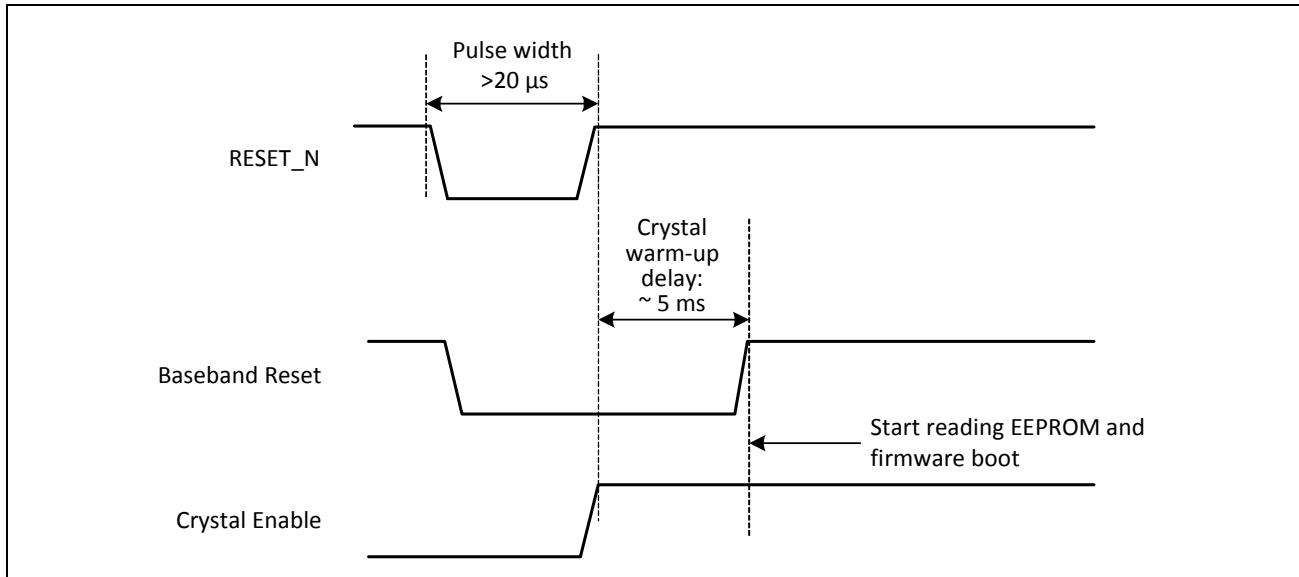 Pulse width
>20 µs
RESET_N
Crystal
warm-up
delay:
~ 5 ms
Baseband Reset
Start reading EEPROM and
firmware boot
Crystal Enable